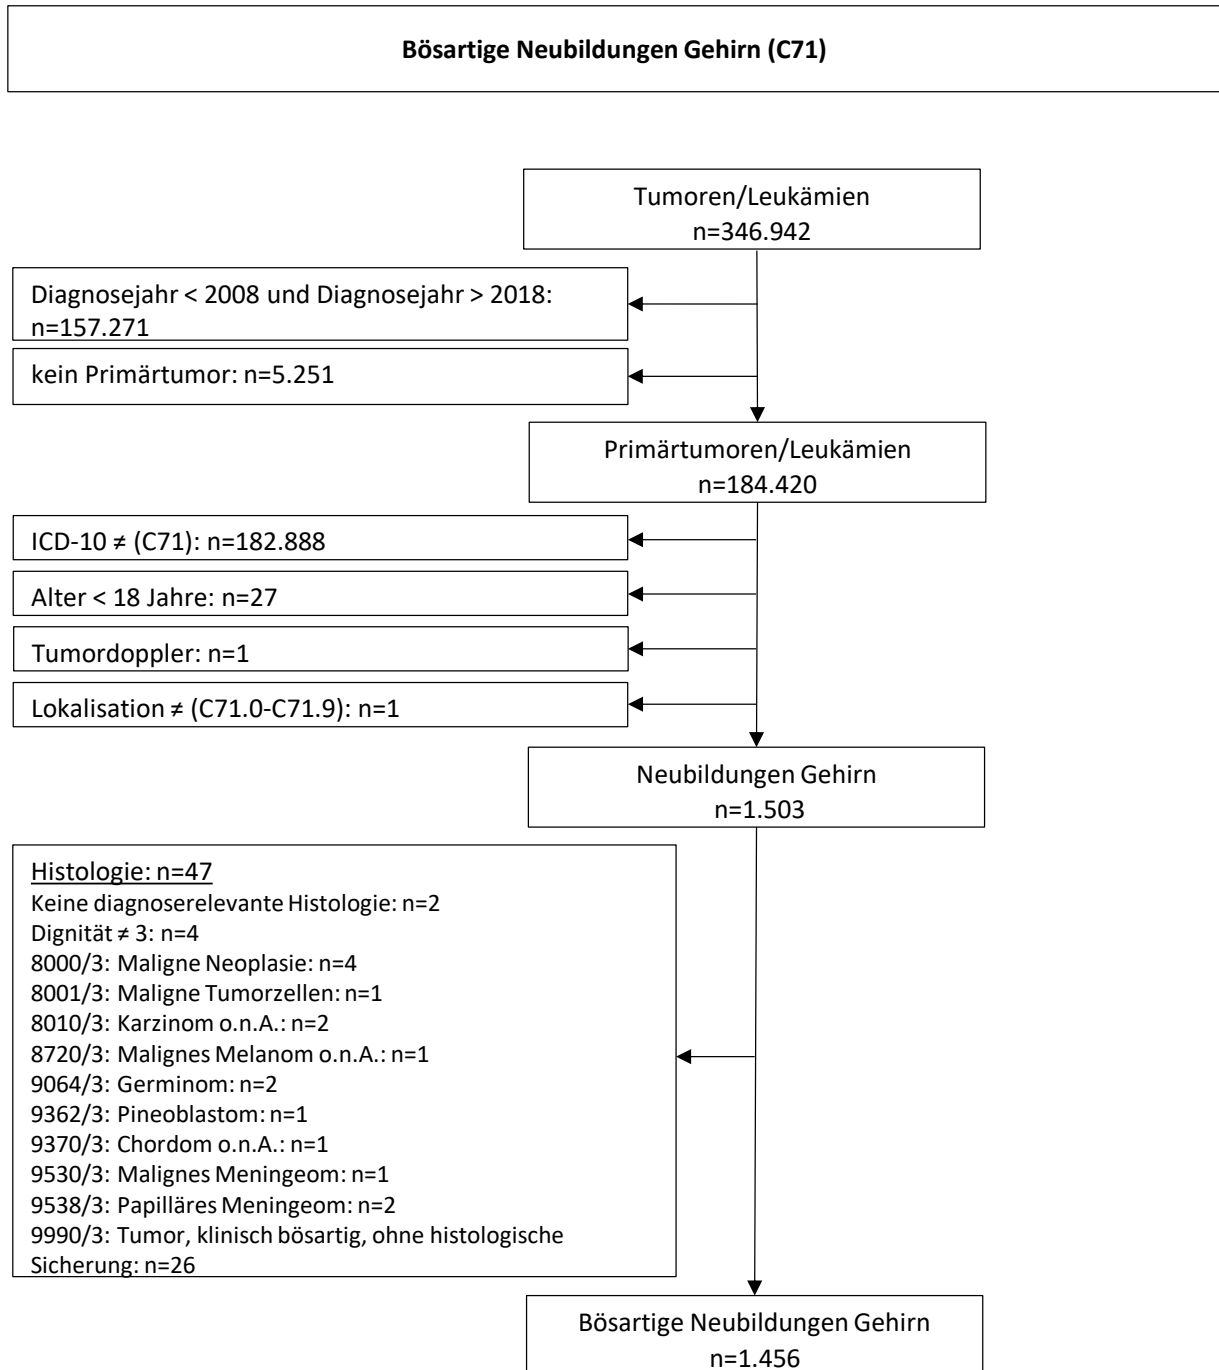 Bösartige Neubildungen Gehirn (C71)
Tumoren/Leukämien
n=346.942
Diagnosejahr < 2008 und Diagnosejahr > 2018:
n=157.271
kein Primärtumor: n=5.251
Primärtumoren/Leukämien
n=184.420
ICD-10 ≠ (C71): n=182.888
Alter < 18 Jahre: n=27
Tumordoppler: n=1
Lokalisation ≠ (C71.0-C71.9): n=1
Neubildungen Gehirn
n=1.503
Histologie: n=47
Keine diagnoserelevante Histologie: n=2
Dignität ≠ 3: n=4
8000/3: Maligne Neoplasie: n=4
8001/3: Maligne Tumorzellen: n=1
8010/3: Karzinom o.n.A.: n=2
8720/3: Malignes Melanom o.n.A.: n=1
9064/3: Germinom: n=2
9362/3: Pineoblastom: n=1
9370/3: Chordom o.n.A.: n=1
9530/3: Malignes Meningeom: n=1
9538/3: Papilläres Meningeom: n=2
9990/3: Tumor, klinisch bösartig, ohne histologische
Sicherung: n=26
Bösartige Neubildungen Gehirn
n=1.456